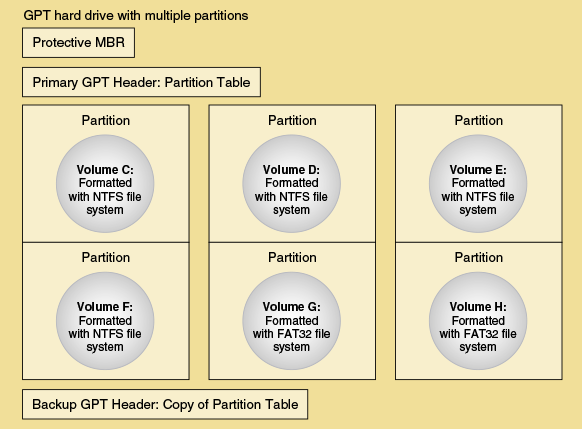 GPT hard drive with multiple partitions
Protective MBR
Primary GPT Header: Partition Table
Partition
Volume C:
Formatted
with NTFS file
system
Partition
Volume D:
Formatted
with NTFS file
system
Partition
Volume E:
Formatted
with NTFS file
system
Partition
Volume F:
Formatted
with NTFS file
system
Partition
Volume G:
Formatted
with FAT32 file
system
Partition
Volume H:
Formatted
with FAT32 file
system
Backup GPT Header: Copy of Partition Table